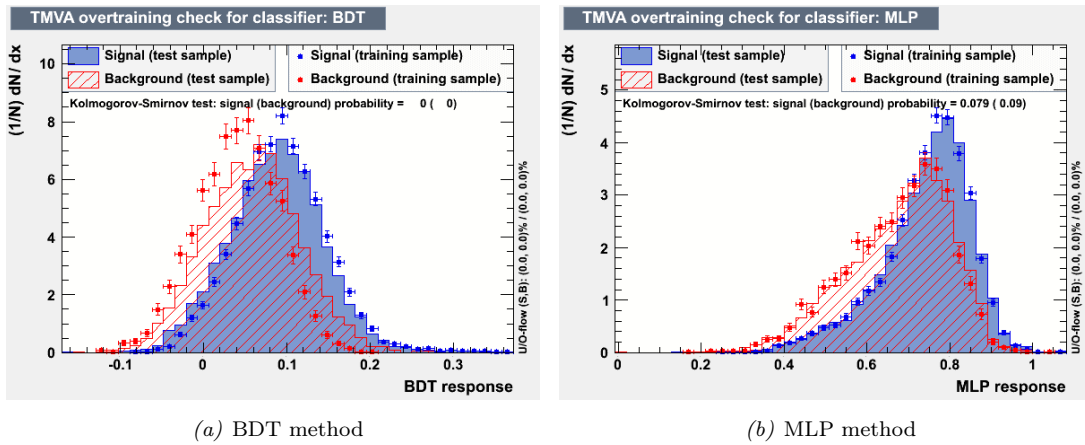 TMVA overtraining check for classifier: BDT
Signal (test sample)
Signal (training sample)
Background (test sample)
Background (training sample)
Kolmogorov-Smirnov test: signal (background) probability = 0 ( 0)
(1/N) dN / dx
10
8
6
4
2
0
-0.1
0
0.1
0.2
0.3
BDT response
U/O-flow (S,B): (0.0, 0.0)% / (0.0, 0.0)%
(a) BDT method
TMVA overtraining check for classifier: MLP
Signal (test sample)
Signal (training sample)
Background (test sample)
Background (training sample)
Kolmogorov-Smirnov test: signal (background) probability = 0.079 ( 0.09)
(1/N) dN / dx
5
4
3
2
1
0
0
0.2
0.4
0.6
0.8
1
MLP response
U/O-flow (S,B): (0.0, 0.0)% / (0.0, 0.0)%
(b) MLP method